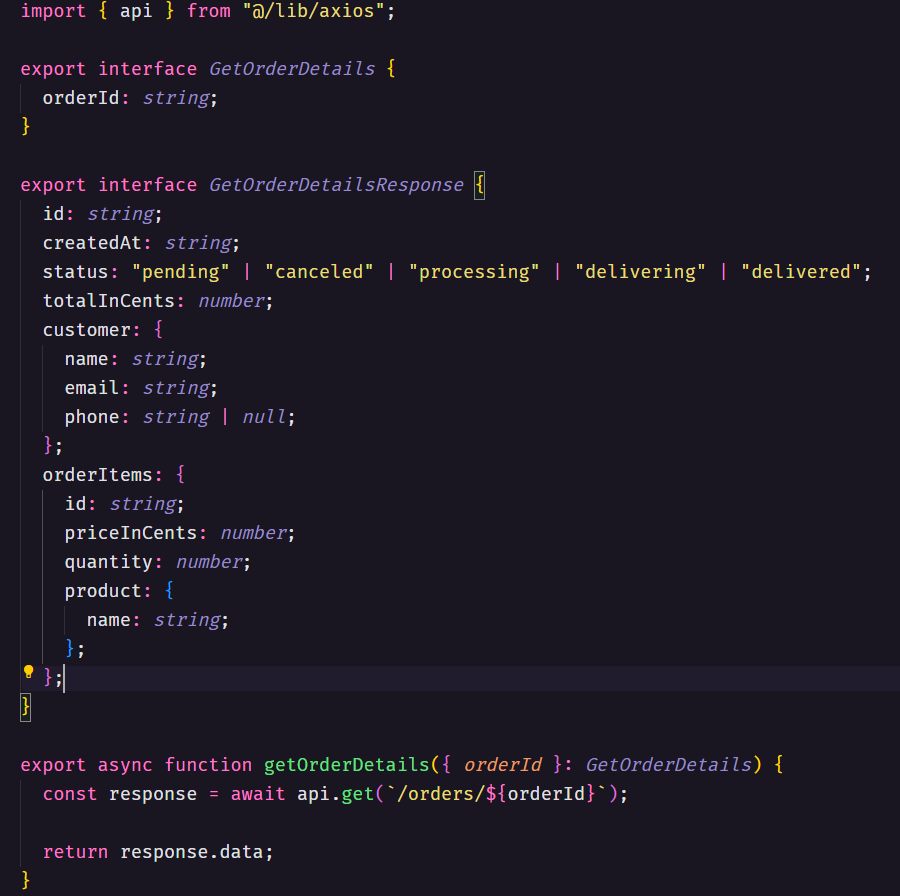 import { api } from "@/lib/axios";
export interface GetOrderDetails {
  orderId: string;
}
export interface GetOrderDetailsResponse {
  id: string;
  createdAt: string;
  status: "pending" | "canceled" | "processing" | "delivering" | "delivered";
  totalInCents: number;
  customer: {
    name: string;
    email: string;
    phone: string | null;
  };
  orderItems: {
    id: string;
    priceInCents: number;
    quantity: number;
    product: {
      name: string;
    };
  };
}
export async function getOrderDetails({ orderId }: GetOrderDetails) {
  const response = await api.get(`/orders/${orderId}`);
  return response.data;
}